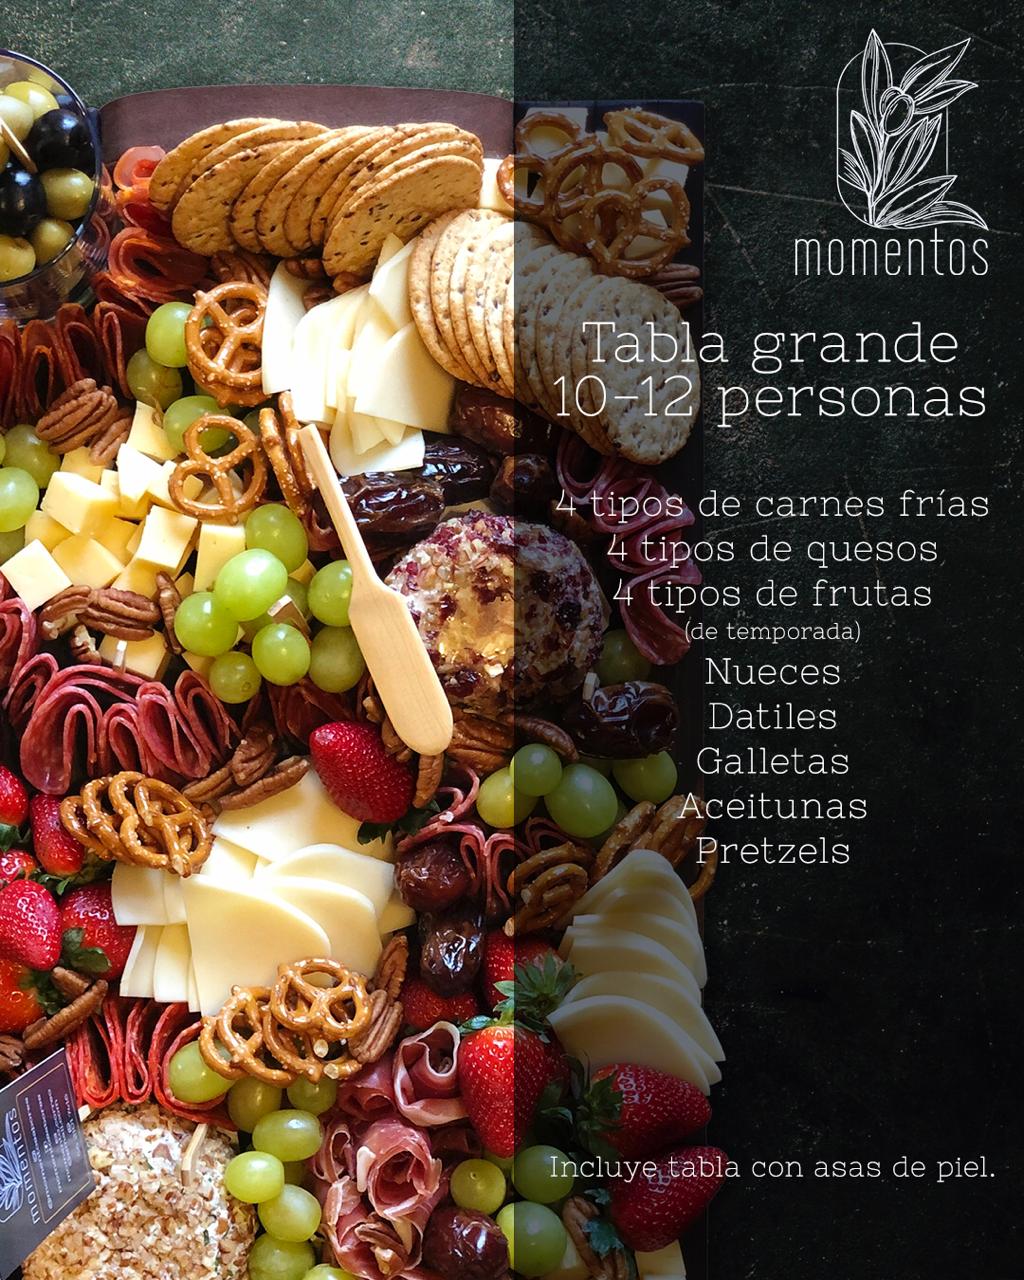 momentos
Tabla grande
10-12 personas
4 tipos de carnes frías
4 tipos de quesos
4 tipos de frutas
(de temporada)
Nueces
Datiles
Galletas
Aceitunas
Pretzels
Incluye tabla con asas de piel.
momentos